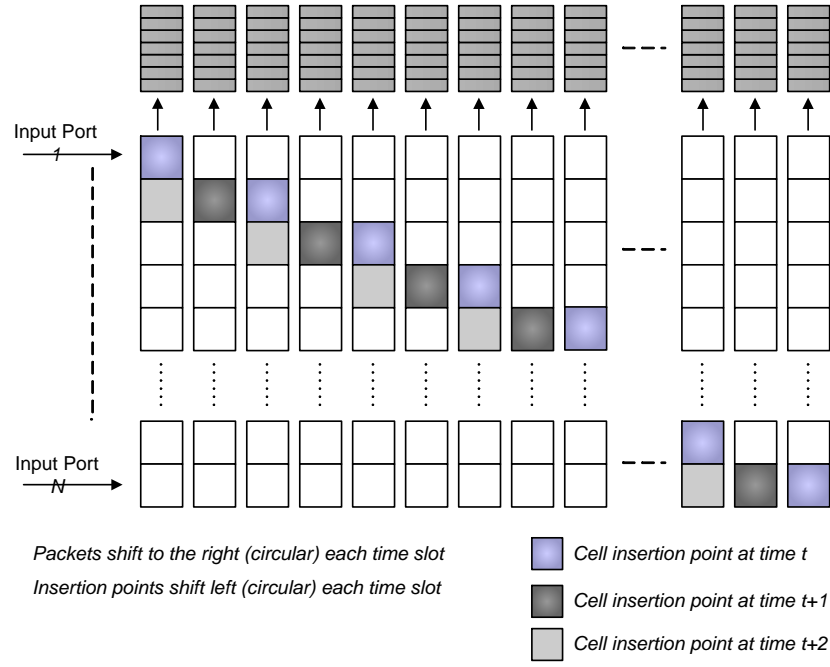 Input Port
1
Input Port
N
Packets shift to the right (circular) each time slot
Insertion points shift left (circular) each time slot
Cell insertion point at time t
Cell insertion point at time t+1
Cell insertion point at time t+2